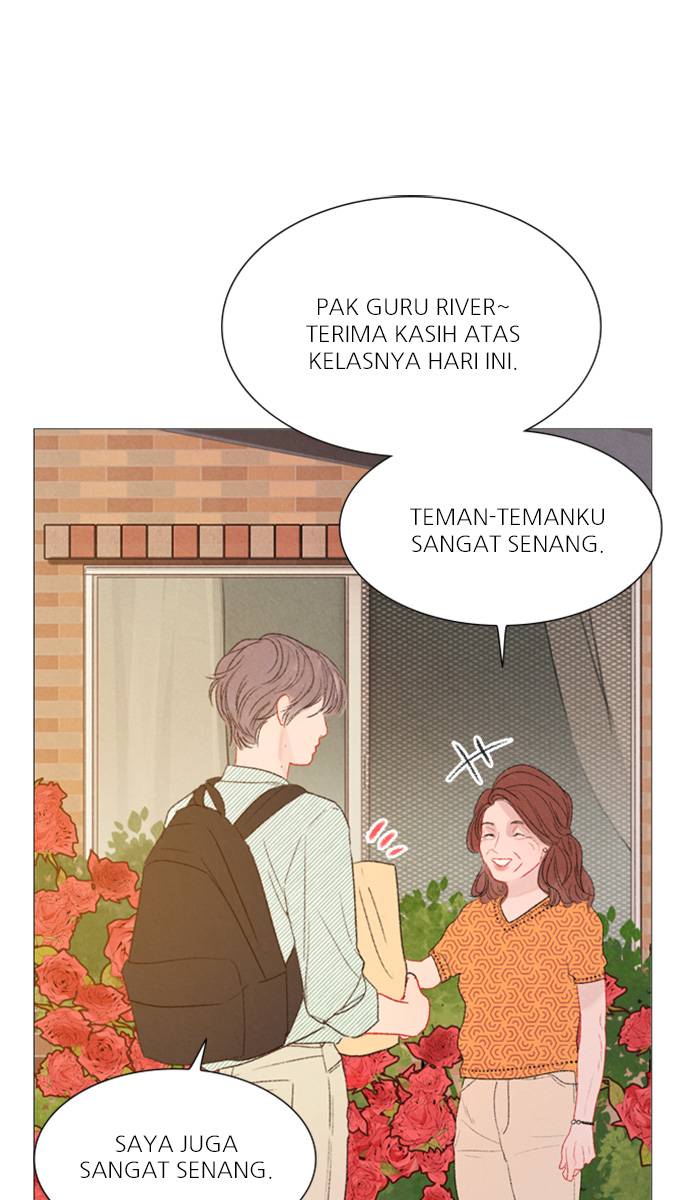 PAK GURU RIVER~
TERIMA KASIH ATAS
KELASNYA HARI INI.
TEMAN-TEMANKU
SANGAT SENANG.
SAYA JUGA
SANGAT SENANG.